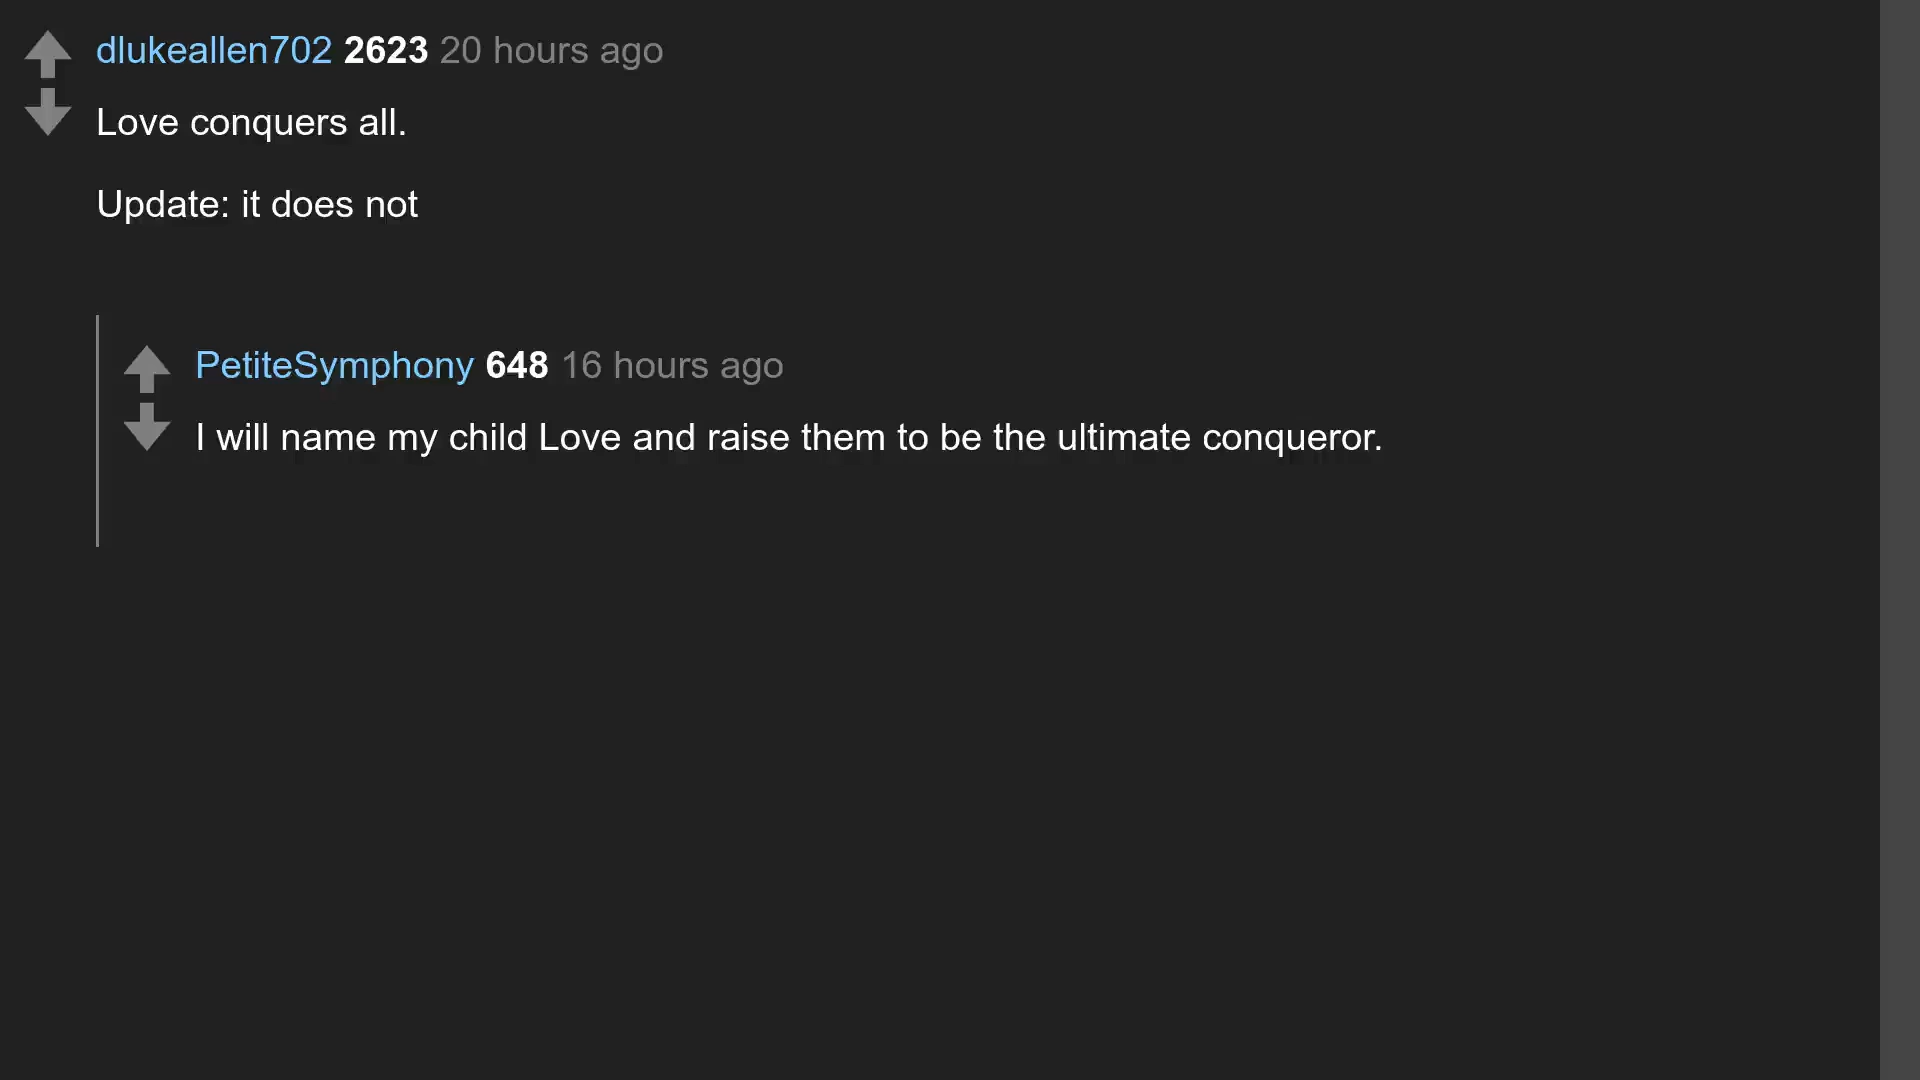 dlukeallen702 2623 20 hours ago
Love conquers all.
Update: it does not
PetiteSymphony 648 16 hours ago
I will name my child Love and raise them to be the ultimate conqueror.